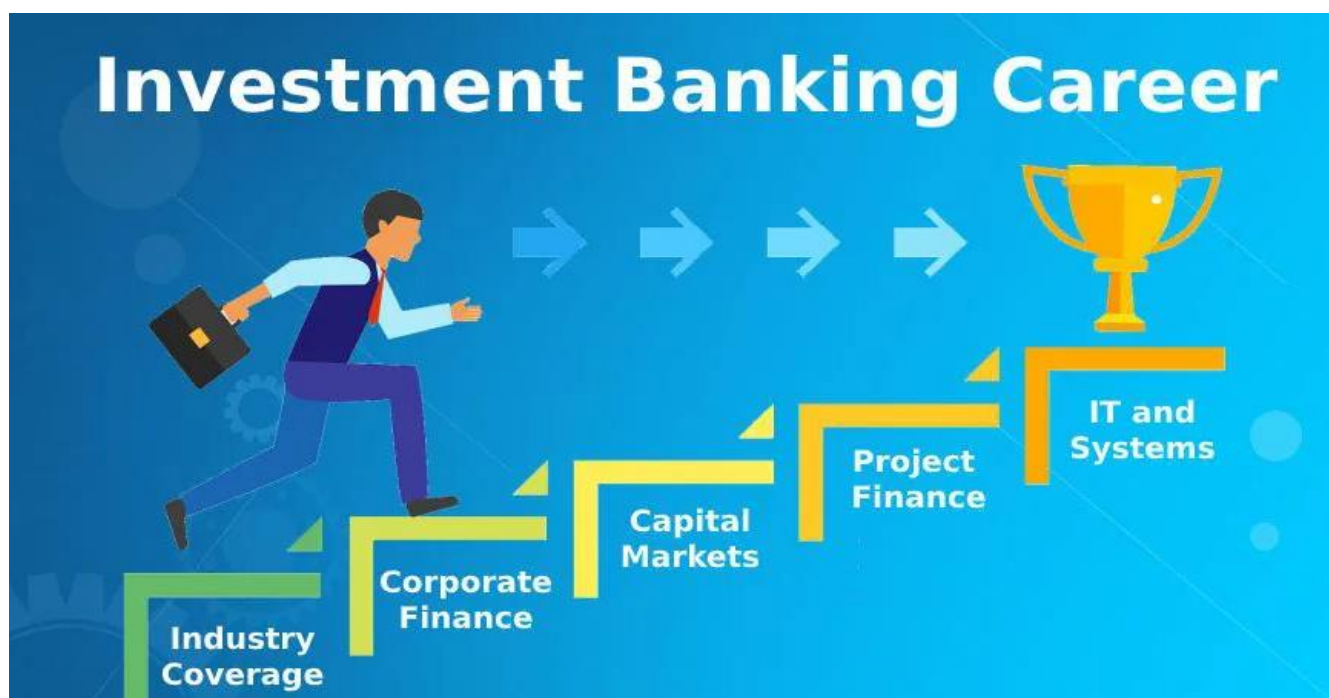 Investment Banking Career
IT and
Systems
Project
Finance
Capital
Markets
Corporate
Finance
Industry
Coverage